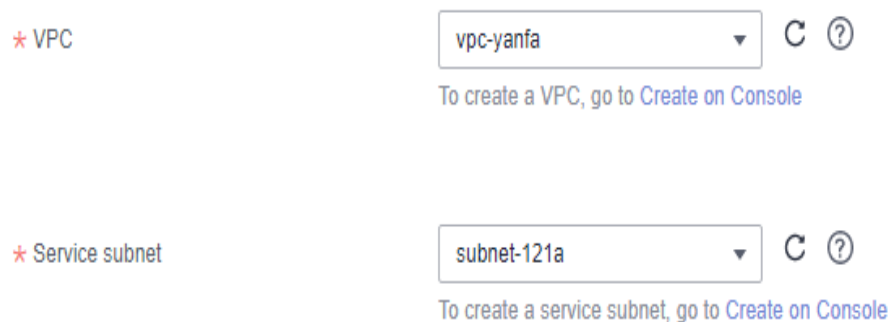 * VPC
vpc-yanfa
To create a VPC, go to Create on Console
* Service subnet
subnet-121a
To create a service subnet, go to Create on Console